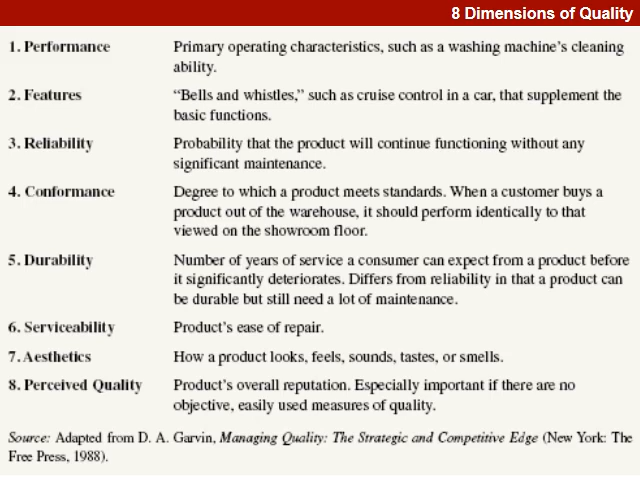 8 Dimensions of Quality
1. Performance Primary operating characteristics, such as a washing machine's cleaning
ability.
2. Features “Bells and whistles,” such as cruise control in a car, that supplement the
basic functions.
3. Reliability Probability that the product will continue functioning without any
significant maintenance.
4. Conformance Degree to which a product meets standards. When a customer buys a
product out of the warehouse, it should perform identically to that
viewed on the showroom floor.
5. Durability Number of years of service a consumer can expect from a product before
it significantly deteriorates. Differs from reliability in that a product can
be durable but still need a lot of maintenance.
6. Serviceability Product's ease of repair.
7. Aesthetics How a product looks, feels, sounds, tastes, or smells.
8. Perceived Quality Product's overall reputation. Especially important if there are no
objective, easily used measures of quality.
Source: Adapted from D. A. Garvin, Managing Quality: The Strategic and Competitive Edge (New York: The
Free Press, 1988).